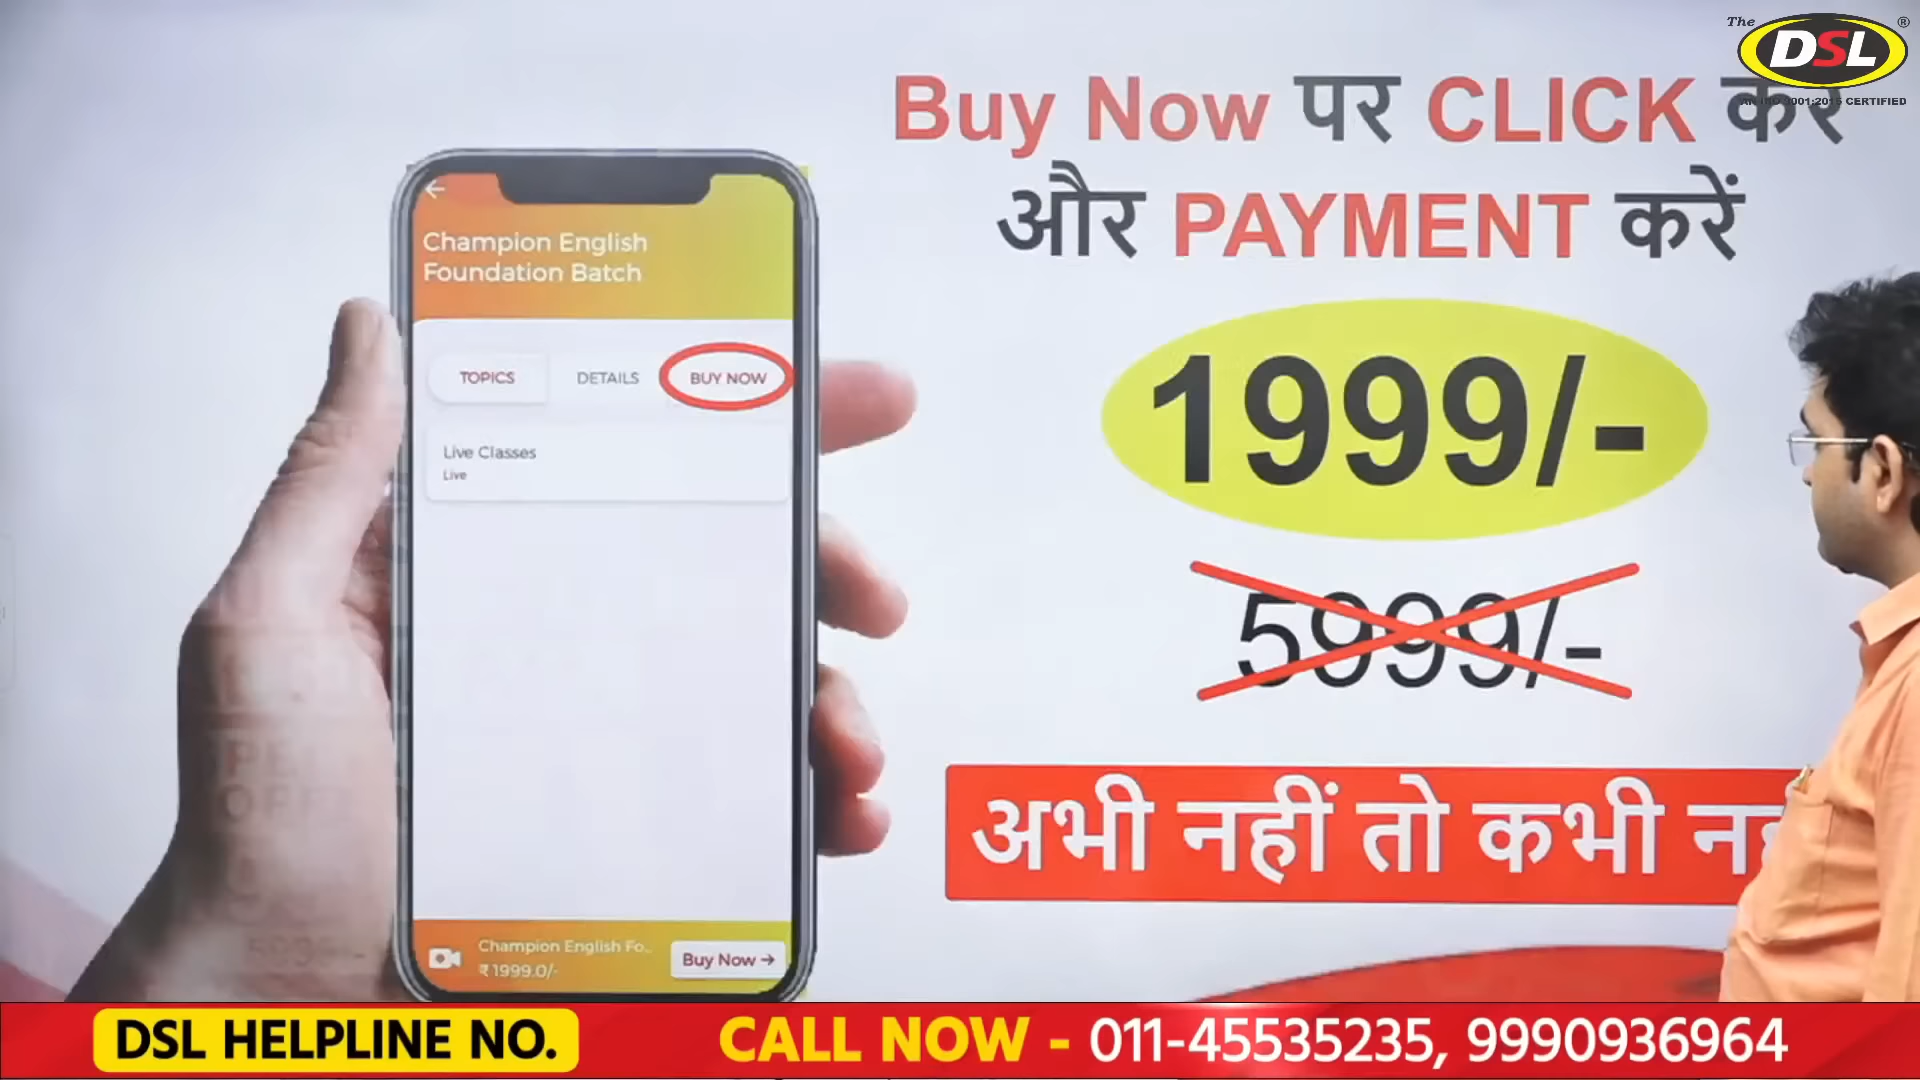 The
DSL
®
AN ISO 9001:2015 CERTIFIED
Buy Now पर CLICK कर
और PAYMENT करें
Champion English
Foundation Batch
1999/-
TOPICS
DETAILS
BUY NOW
Live Classes
Live
5999/-
अभी नहीं तो कभी
Champion English Fo...
₹1999.0/-
Buy Now →
DSL HELPLINE NO.
CALL NOW - 011-45535235, 9990936964